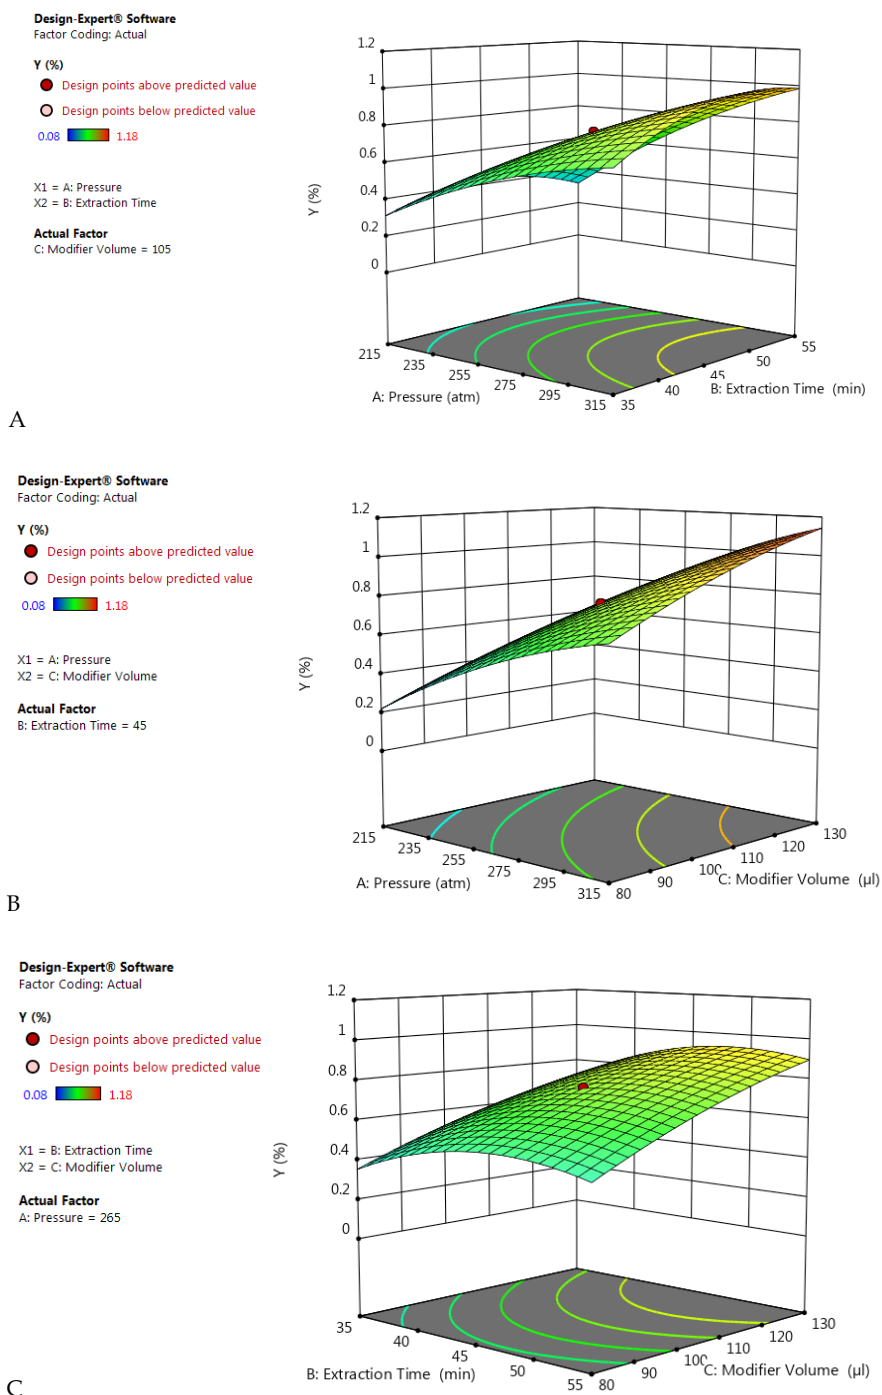 Design-Expert® Software
Factor Coding: Actual
Y (%)
Design points above predicted value
Design points below predicted value
0.08 1.18
X1 = A: Pressure
X2 = B: Extraction Time
Actual Factor
C: Modifier Volume = 105
1.2
1
0.8
0.6
0.4
0.2
0
Y (%)
215
235
255
275
295
315
A: Pressure (atm)
35
40
45
50
55
B: Extraction Time (min)
A
Design-Expert® Software
Factor Coding: Actual
Y (%)
Design points above predicted value
Design points below predicted value
0.08 1.18
X1 = A: Pressure
X2 = C: Modifier Volume
Actual Factor
B: Extraction Time = 45
1.2
1
0.8
0.6
0.4
0.2
0
Y (%)
215
235
255
275
295
315
A: Pressure (atm)
80
90
100
110
120
130
C: Modifier Volume (µl)
B
Design-Expert® Software
Factor Coding: Actual
Y (%)
Design points above predicted value
Design points below predicted value
0.08 1.18
X1 = B: Extraction Time
X2 = C: Modifier Volume
Actual Factor
A: Pressure = 265
1.2
1
0.8
0.6
0.4
0.2
0
Y (%)
35
40
45
50
55
B: Extraction Time (min)
80
90
100
110
120
130
C: Modifier Volume (µl)
C